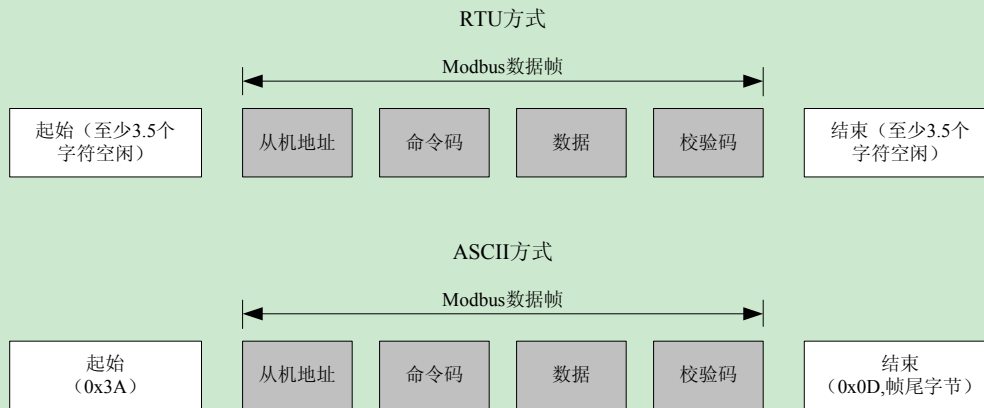 RTU方式
Modbus数据帧
起始（至少3.5个
字符空闲）
从机地址
命令码
数据
校验码
结束（至少3.5个
字符空闲）
ASCII方式
Modbus数据帧
起始
（0x3A）
从机地址
命令码
数据
校验码
结束
（0x0D,帧尾字节）